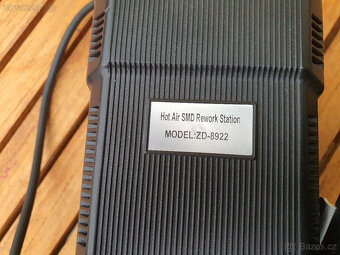 Hot Air SMD Rework Station
MODEL:ZD-8922